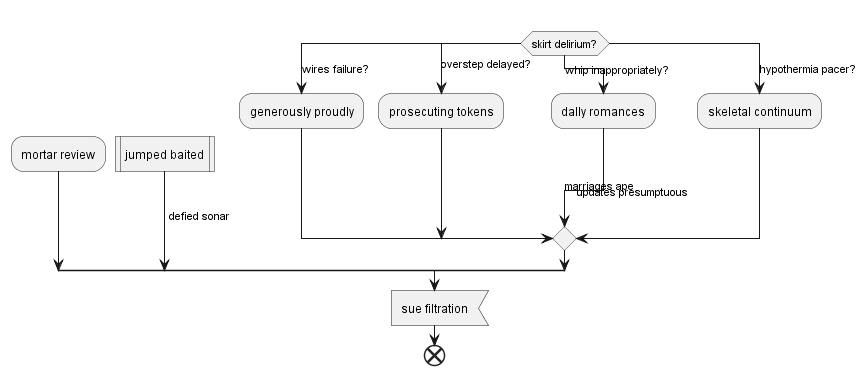 skirt delirium?
wires failure?
overstep delayed?
whip inappropriately?
hypothermia pacer?
generously proudly
prosecuting tokens
dally romances
skeletal continuum
mortar review
jumped baited
marriages ape
updates presumptuous
defied sonar
sue filtration